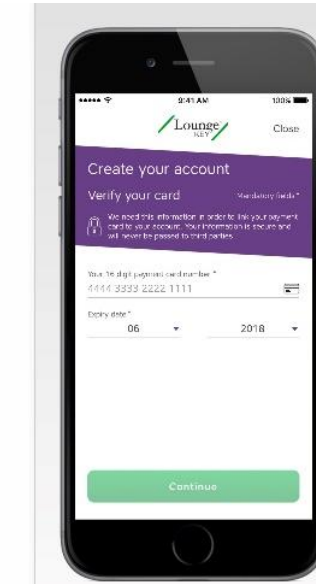 9:41 AM
100%
Lounge
KEY
Close
Create your account
Verify your card
Mandatory fields *
We need this information in order to link your payment
card to your account. Your information is secure and
will never be passed to third parties
Your 16 digit payment card number *
4444 3333 2222 1111
Expiry date *
06
2018
Continue